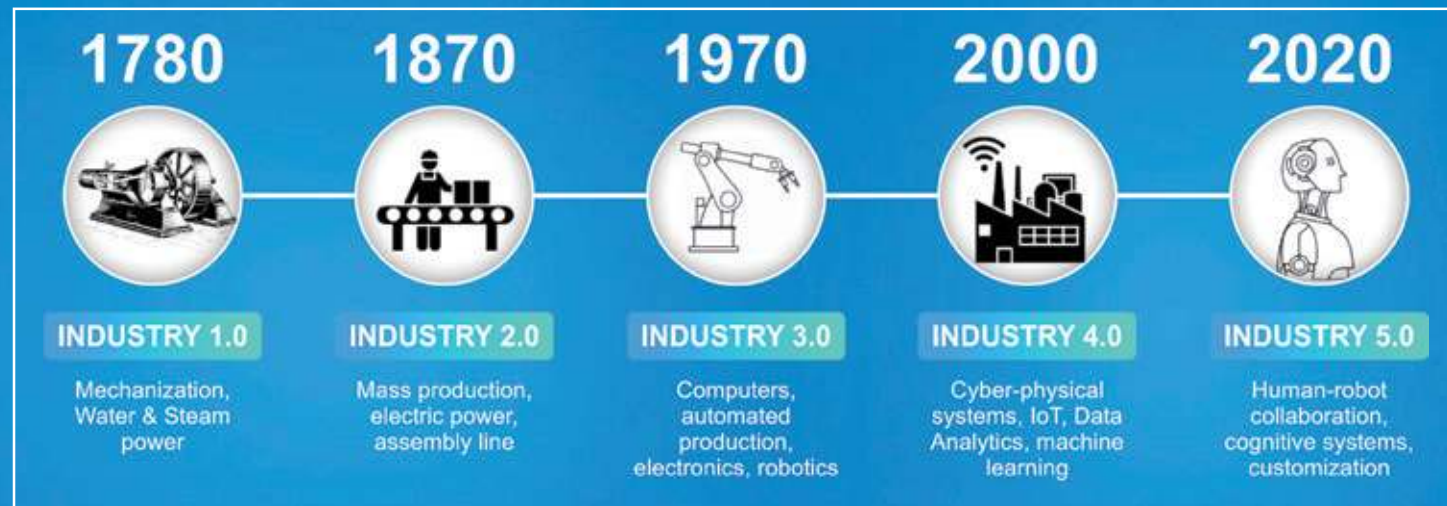 1780
1870
1970
2000
2020
INDUSTRY 1.0
INDUSTRY 2.0
INDUSTRY 3.0
INDUSTRY 4.0
INDUSTRY 5.0
Mechanization,
Water & Steam
power
Mass production,
electric power,
assembly line
Computers,
automated
production,
electronics, robotics
Cyber-physical
systems, IoT, Data
Analytics, machine
learning
Human-robot
collaboration,
cognitive systems,
customization